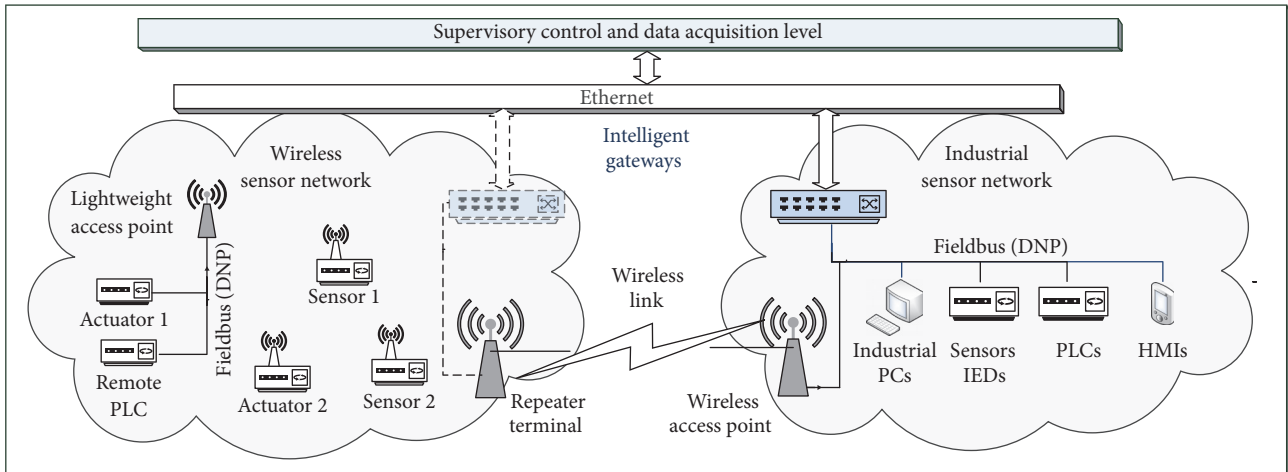 Supervisory control and data acquisition level
Ethernet
Intelligent
gateways
Wireless
sensor network
Lightweight
access point
Fieldbus (DNP)
Actuator 1
Remote
PLC
Sensor 1
Actuator 2
Sensor 2
Repeater
terminal
Wireless
link
Industrial
sensor network
Fieldbus (DNP)
Wireless
access point
Industrial
PCs
Sensors
IEDs
PLCs
HMIs